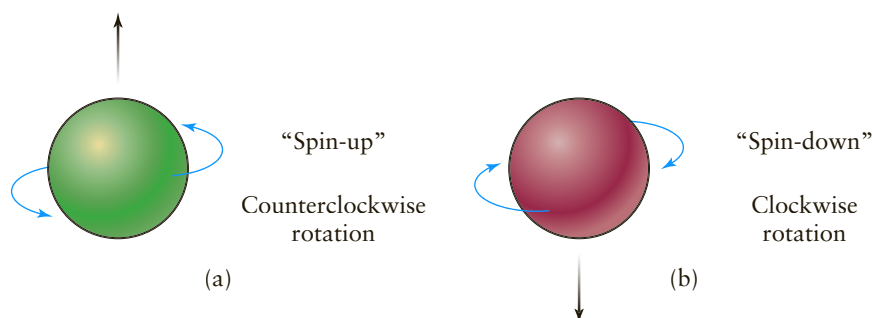 “Spin-up”
Counterclockwise
rotation
(a)
“Spin-down”
Clockwise
rotation
(b)